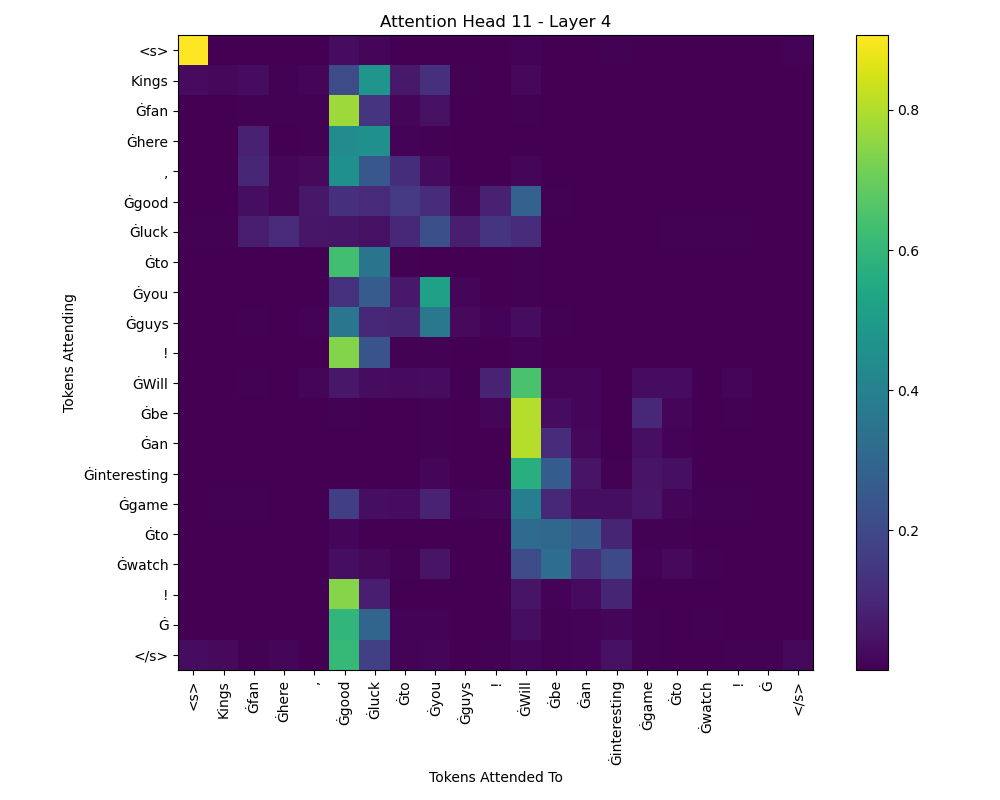 Attention Head 11 - Layer 4
Tokens Attending
<s>
Kings
Ġfan
Ġhere
,
Ġgood
Ġluck
Ġto
Ġyou
Ġguys
!
ĠWill
Ġbe
Ġan
Ġinteresting
Ġgame
Ġto
Ġwatch
!
Ġ
</s>
<s>
Kings
Ġfan
Ġhere
,
Ġgood
Ġluck
Ġto
Ġyou
Ġguys
!
ĠWill
Ġbe
Ġan
Ġinteresting
Ġgame
Ġto
Ġwatch
!
Ġ
</s>
Tokens Attended To
0.8
0.6
0.4
0.2